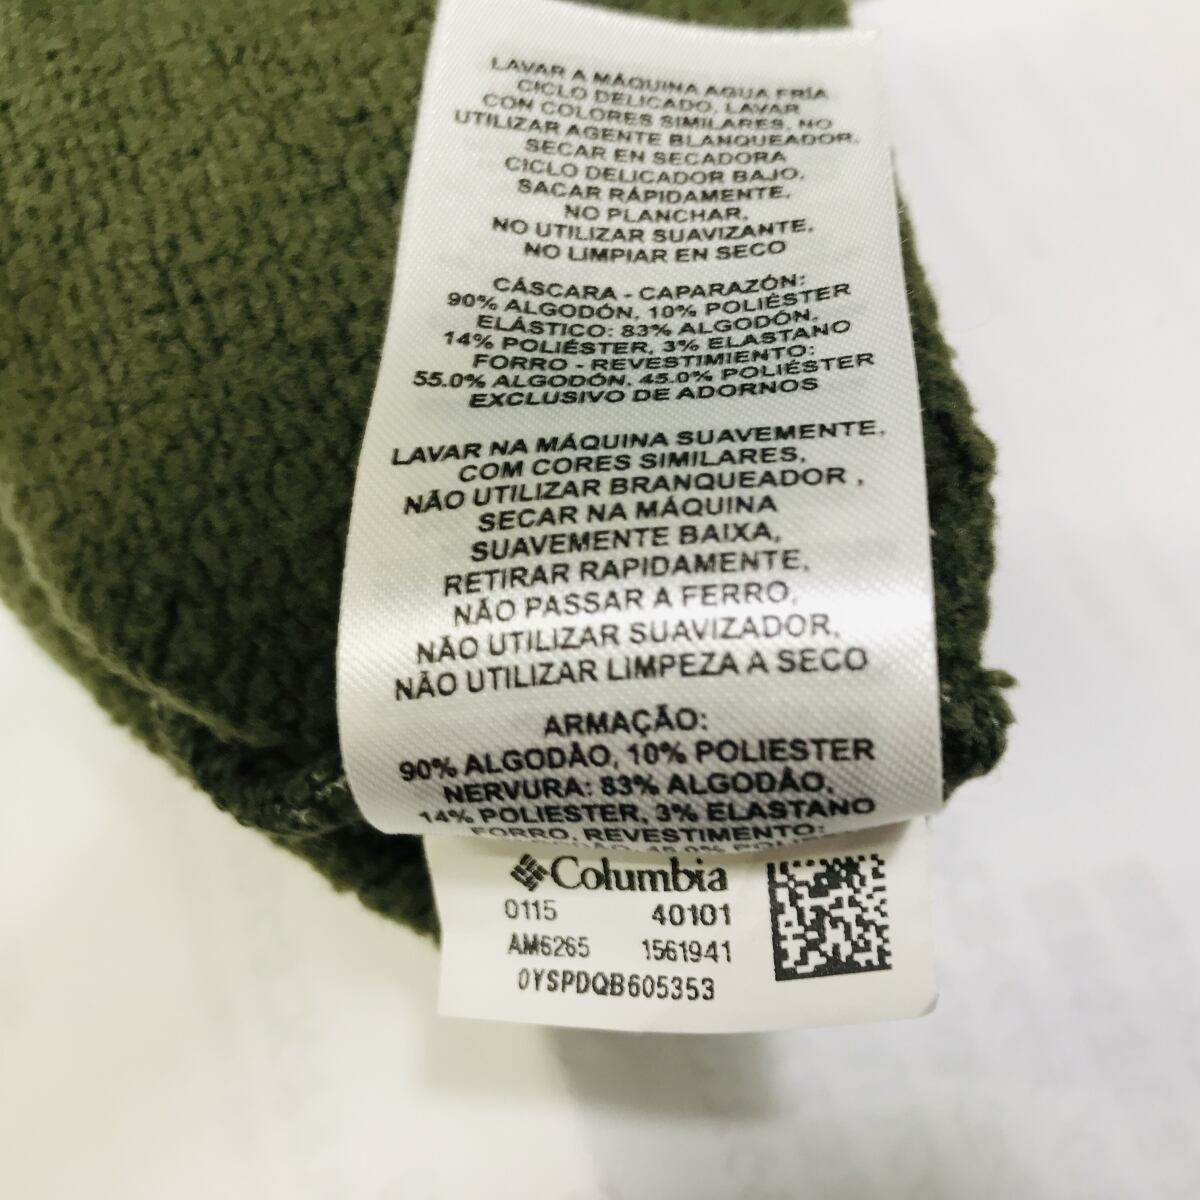 LAVAR A MÁQUINA AGUA FRÍA
CICLO DELICADO, LAVAR
CON COLORES SIMILARES, NO
UTILIZAR AGENTE BLANQUEADOR.
SECAR EN SECADORA
CICLO DELICADOR BAJO,
SACAR RÁPIDAMENTE,
NO PLANCHAR,
NO UTILIZAR SUAVIZANTE,
NO LIMPIAR EN SECO
CÁSCARA - CAPARAZÓN:
90% ALGODÓN, 10% POLIÉSTER
ELÁSTICO: 83% ALGODÓN,
14% POLIÉSTER, 3% ELASTANO
FORRO - REVESTIMIENTO:
55.0% ALGODÓN, 45.0% POLIÉSTER
EXCLUSIVO DE ADORNOS
LAVAR NA MÁQUINA SUAVEMENTE,
COM CORES SIMILARES,
NÃO UTILIZAR BRANQUEADOR ,
SECAR NA MÁQUINA
SUAVEMENTE BAIXA,
RETIRAR RAPIDAMENTE,
NÃO PASSAR A FERRO,
NÃO UTILIZAR SUAVIZADOR,
NÃO UTILIZAR LIMPEZA A SECO
ARMAÇÃO:
90% ALGODÃO, 10% POLIESTER
NERVURA: 83% ALGODÃO,
14% POLIESTER, 3% ELASTANO
FORRO, REVESTIMENTO:
Columbia
0115 40101
AM6265 1561941
0YSPDQB605353